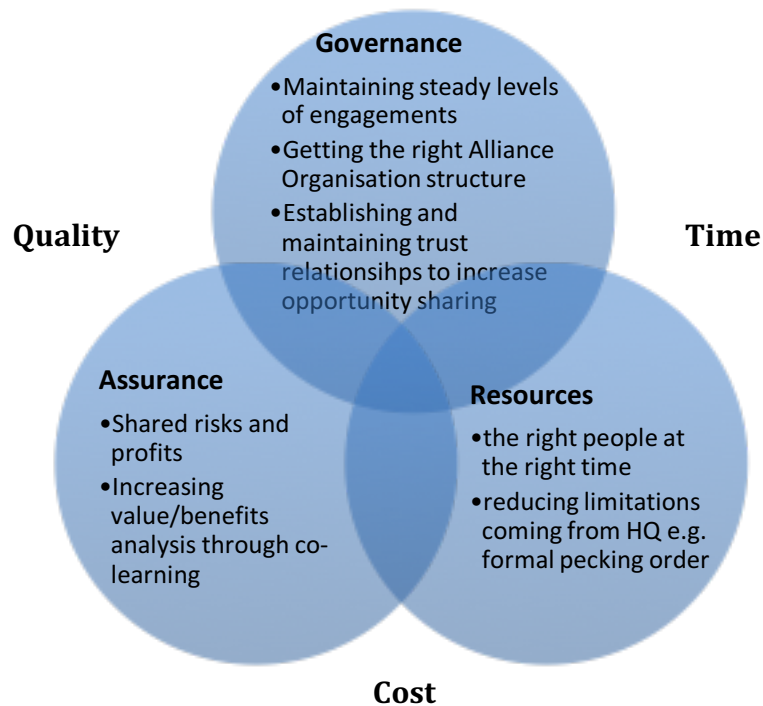 Governance
•Maintaining steady levels
of engagements
•Getting the right Alliance
Organisation structure
•Establishing and
maintaining trust
relationsihps to increase
opportunity sharing
Quality
Time
Assurance
•Shared risks and
profits
•Increasing
value/benefits
analysis through co-
learning
Resources
•the right people at
the right time
•reducing limitations
coming from HQ e.g.
formal pecking order
Cost